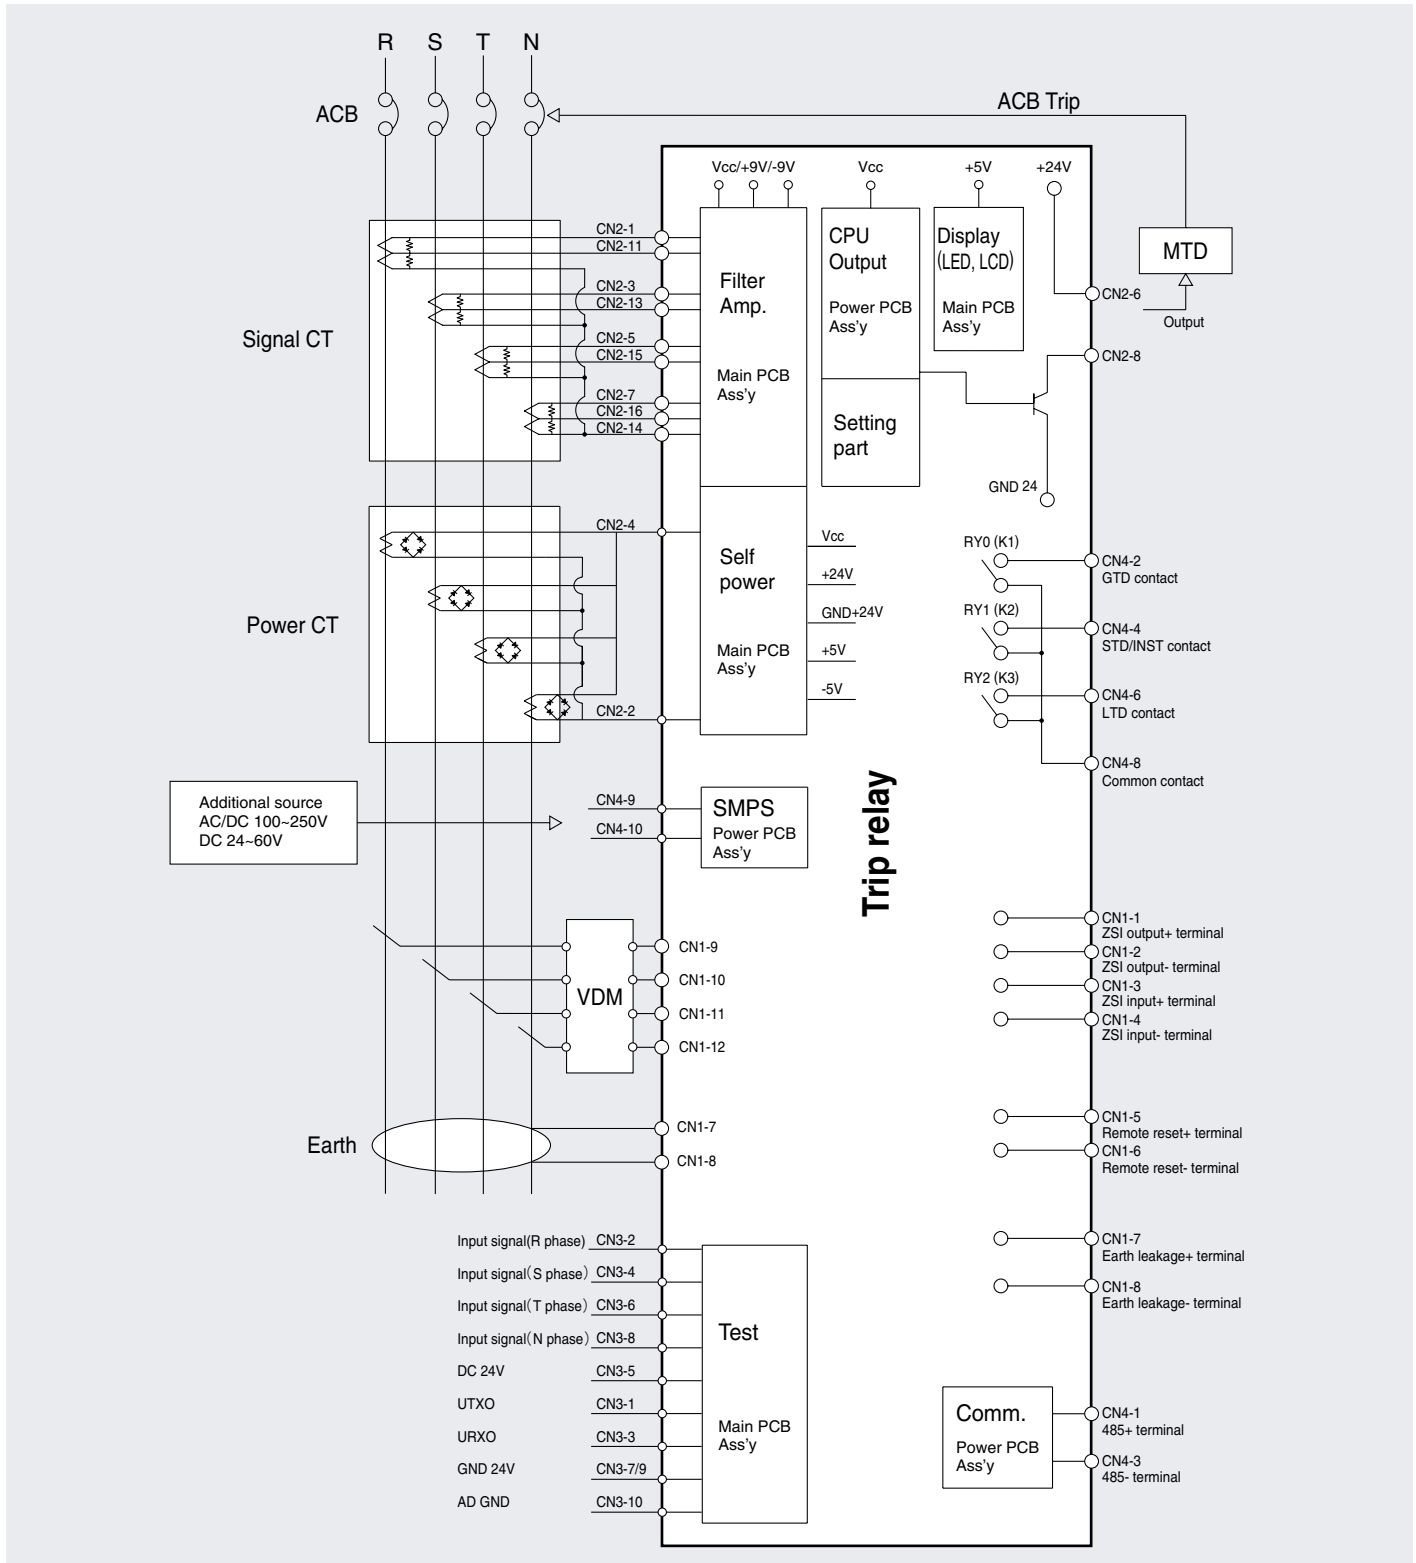 R S T N
ACB
ACB Trip
Vcc/+9V/-9V
Vcc
+5V
+24V
MTD
Output
Signal CT
CN2-1
CN2-11
CN2-3
CN2-13
CN2-5
CN2-15
CN2-7
CN2-16
CN2-14
Filter
Amp.
Main PCB
Ass'y
CPU
Output
Power PCB
Ass'y
Setting
part
Display
(LED, LCD)
Main PCB
Ass'y
CN2-6
CN2-8
GND 24
Power CT
CN2-4
CN2-2
Self
power
Main PCB
Ass'y
Vcc
+24V
GND+24V
+5V
-5V
RY0 (K1)
CN4-2
GTD contact
RY1 (K2)
CN4-4
STD/INST contact
RY2 (K3)
CN4-6
LTD contact
CN4-8
Common contact
Additional source
AC/DC 100~250V
DC 24~60V
CN4-9
CN4-10
SMPS
Power PCB
Ass'y
Trip relay
VDM
CN1-9
CN1-10
CN1-11
CN1-12
CN1-1
ZSI output+ terminal
CN1-2
ZSI output- terminal
CN1-3
ZSI input+ terminal
CN1-4
ZSI input- terminal
Earth
CN1-7
CN1-8
CN1-5
Remote reset+ terminal
CN1-6
Remote reset- terminal
CN1-7
Earth leakage+ terminal
CN1-8
Earth leakage- terminal
Input signal(R phase) CN3-2
Input signal(S phase) CN3-4
Input signal(T phase) CN3-6
Input signal(N phase) CN3-8
DC 24V CN3-5
UTXO CN3-1
URXO CN3-3
GND 24V CN3-7/9
AD GND CN3-10
Test
Main PCB
Ass'y
Comm.
Power PCB
Ass'y
CN4-1
485+ terminal
CN4-3
485- terminal